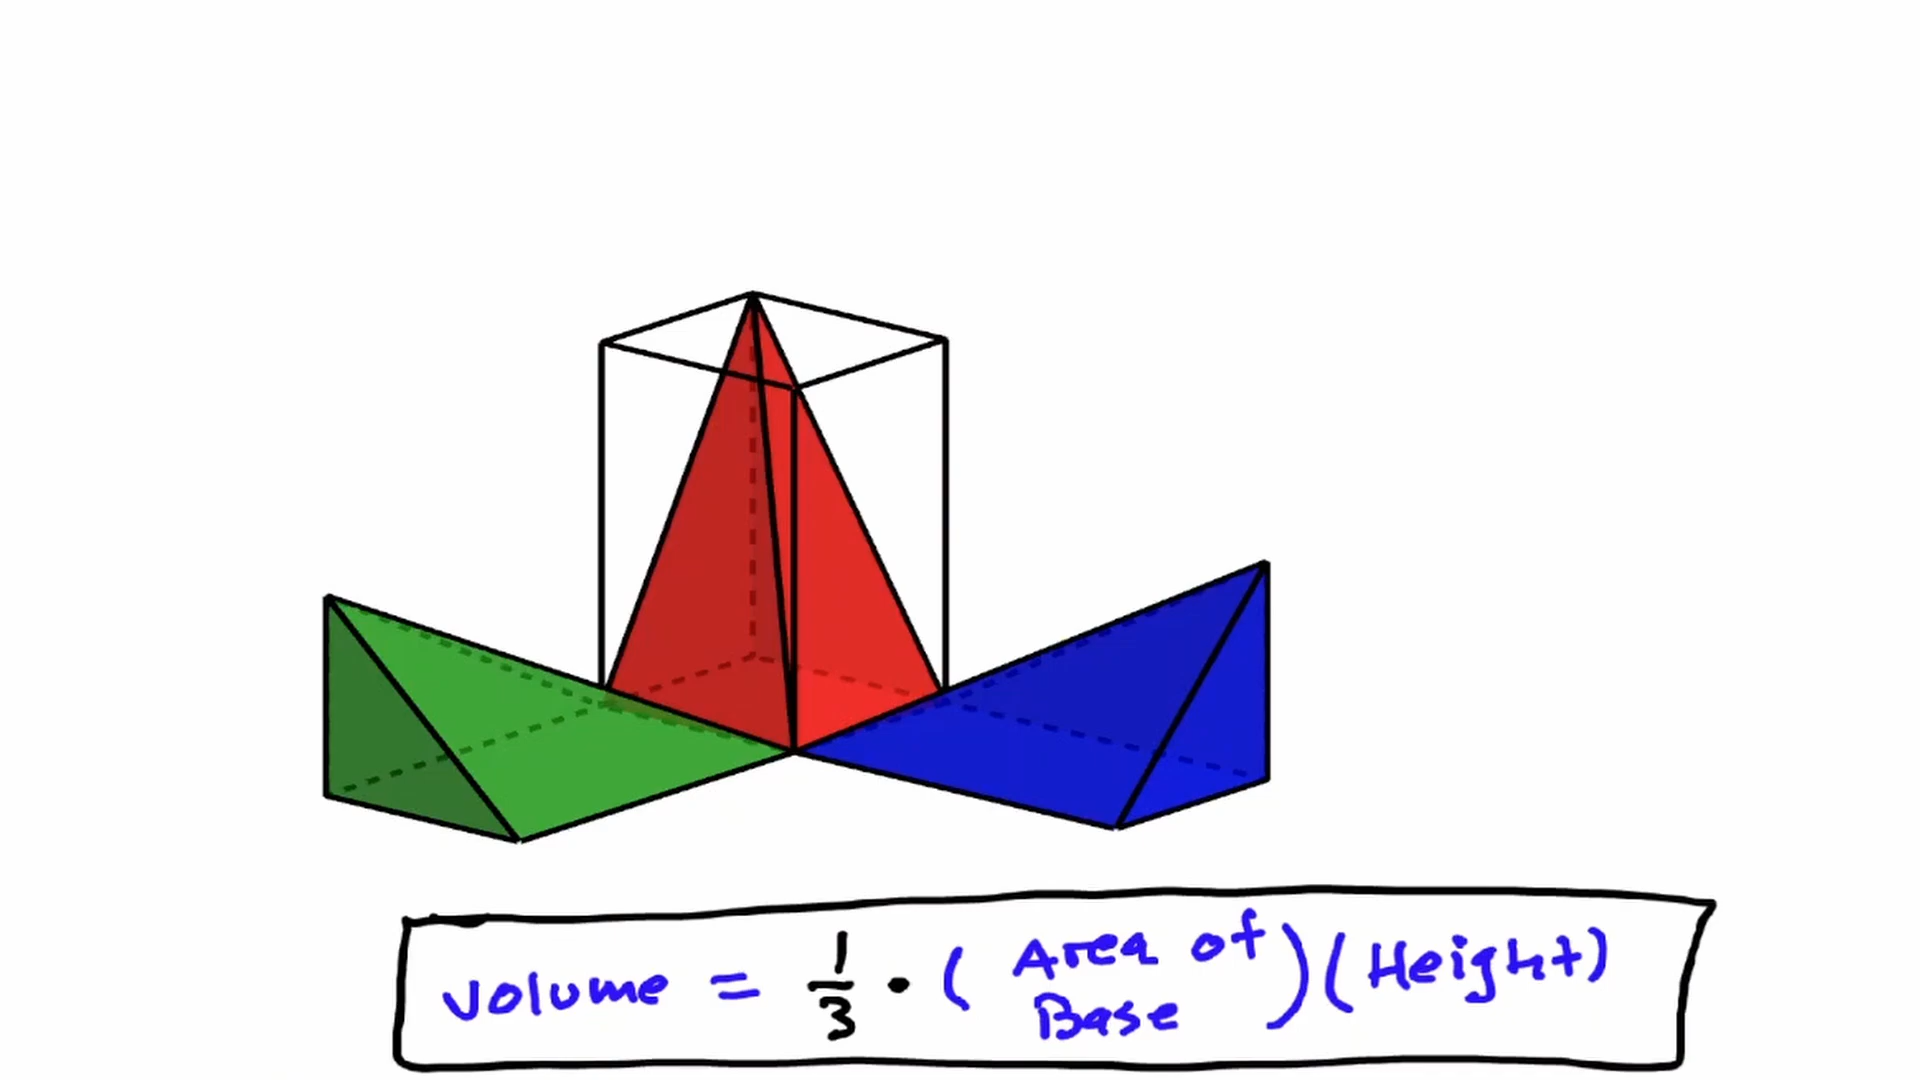 volume = 1/3 · ( Area of Base ) ( Height )